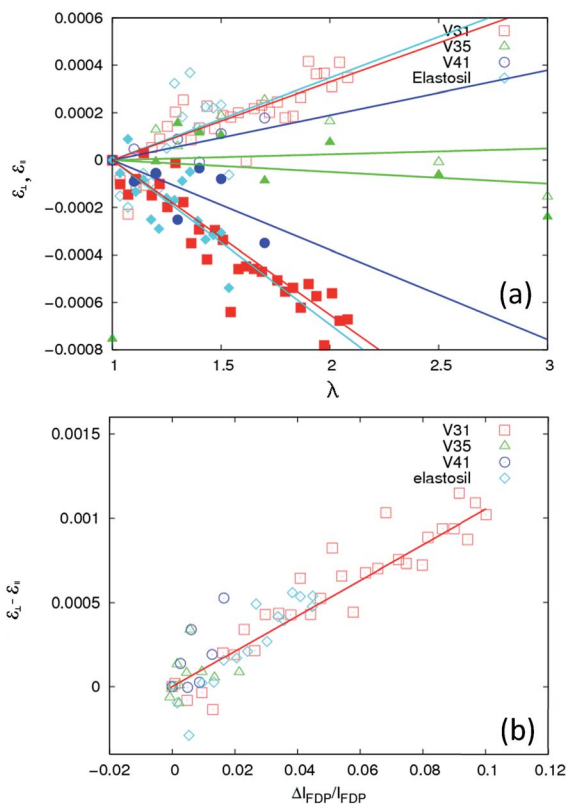 0.0006
0.0004
0.0002
0
-0.0002
-0.0004
-0.0006
-0.0008
ε⊥, ε∥
V31
V35
V41
Elastosil
(a)
1
1.5
2
2.5
3
λ
0.0015
0.001
0.0005
0
ε⊥ - ε∥
V31
V35
V41
elastosil
(b)
-0.02
0
0.02
0.04
0.06
0.08
0.1
0.12
ΔI_FDP/I_FDP